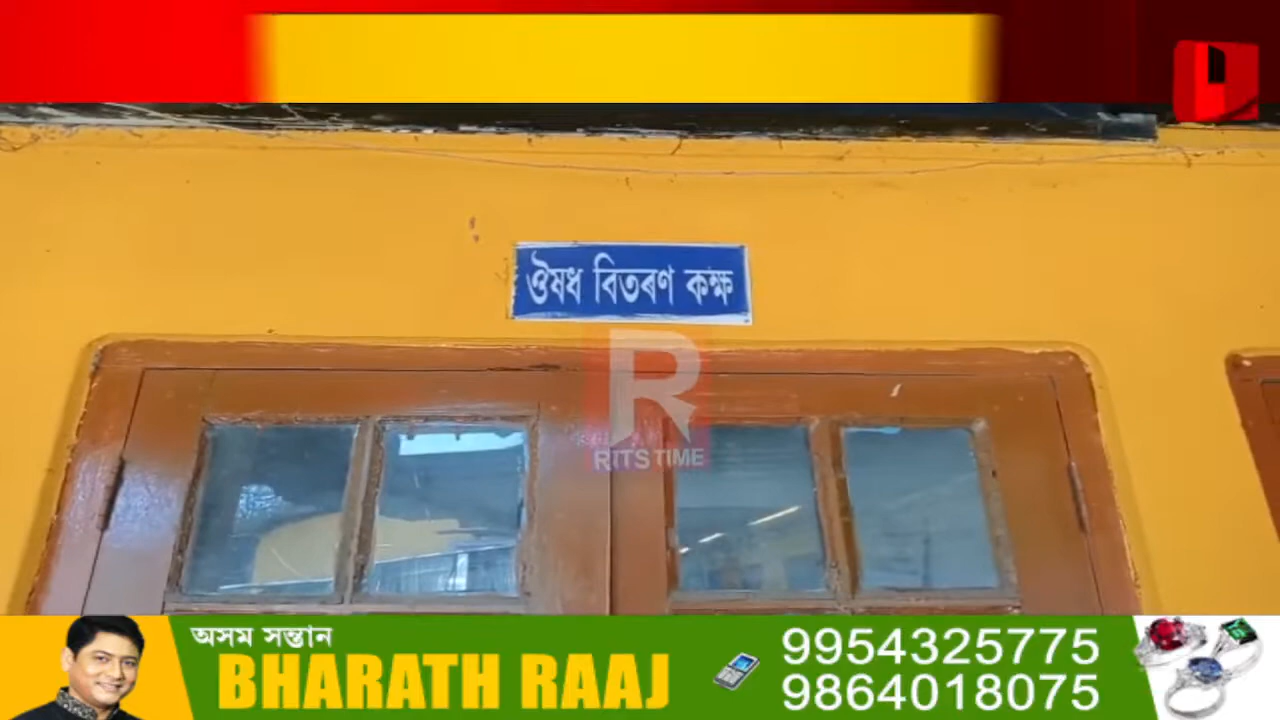 ঔষধ বিতৰণ কক্ষ
R
RITS TIME
অসম সন্তান
BHARATH RAAJ
9954325775
9864018075